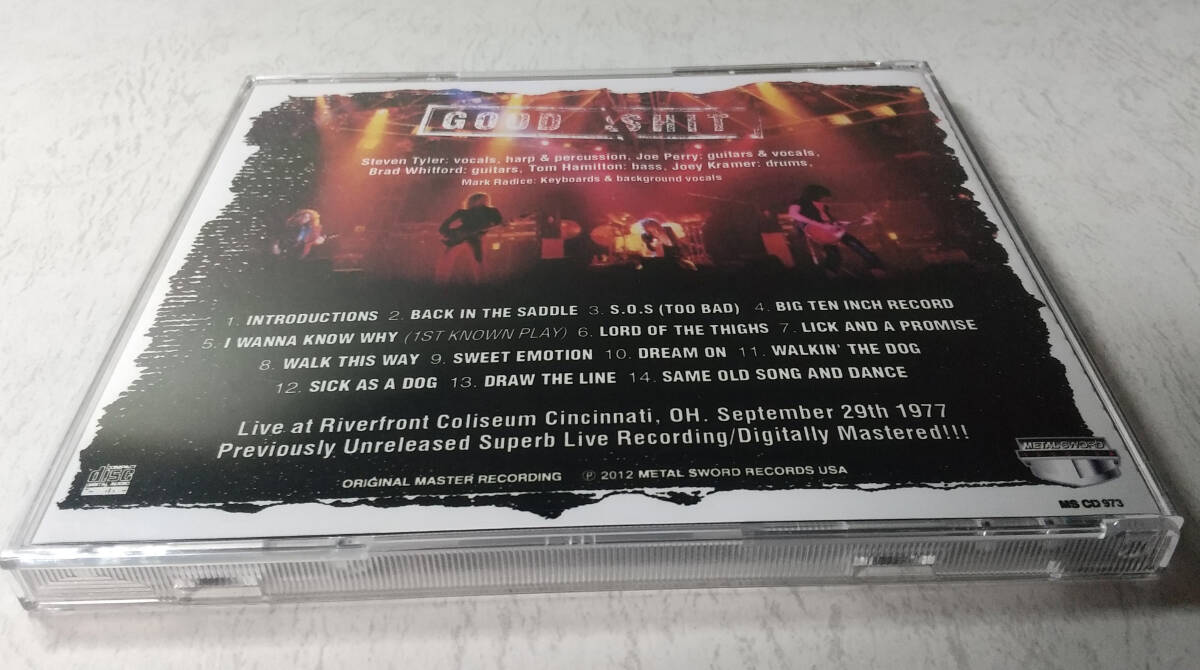 GOOD SHIT
Steven Tyler: vocals, harp & percussion, Joe Perry: guitars & vocals,
Brad Whitford: guitars, Tom Hamilton: bass, Joey Kramer: drums,
Mark Radice: Keyboards & background vocals
1. INTRODUCTIONS 2. BACK IN THE SADDLE 3. S.O.S (TOO BAD) 4. BIG TEN INCH RECORD
5. I WANNA KNOW WHY (1ST KNOWN PLAY) 6. LORD OF THE THIGHS 7. LICK AND A PROMISE
8. WALK THIS WAY 9. SWEET EMOTION 10. DREAM ON 11. WALKIN' THE DOG
12. SICK AS A DOG 13. DRAW THE LINE 14. SAME OLD SONG AND DANCE
Live at Riverfront Coliseum Cincinnati, OH. September 29th 1977
Previously Unreleased Superb Live Recording/Digitally Mastered!!!
COMPACT
disc
DIGITAL AUDIO
METALSWORD
ORIGINAL MASTER RECORDING ℗ 2012 METAL SWORD RECORDS USA
MS CD 973